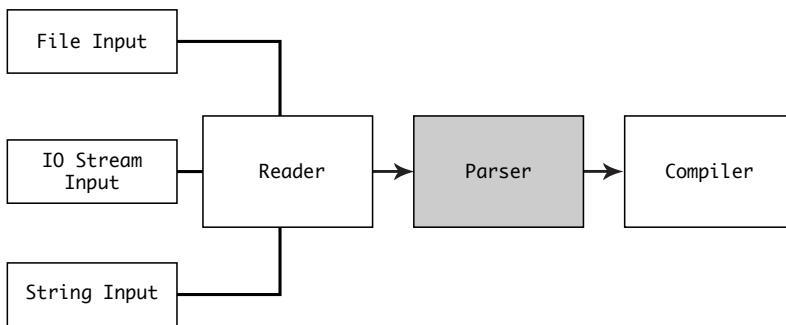 File Input
IO Stream
Input
Reader
Parser
Compiler
String Input